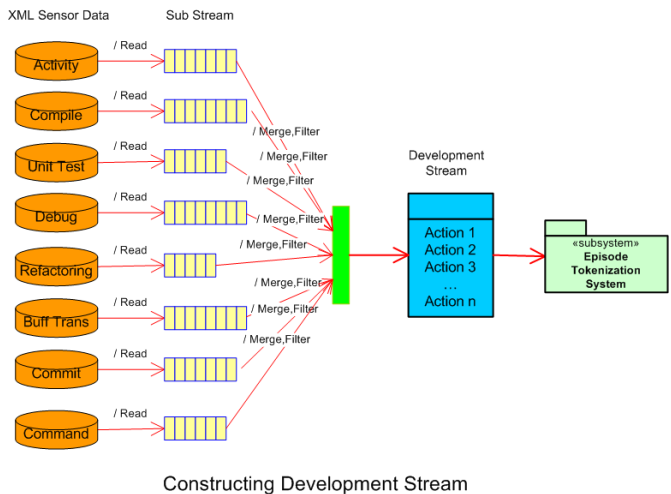 XML Sensor Data
Sub Stream
/ Read
Activity
/ Read
Compile
/ Merge,Filter
/ Merge,Filter
/ Read
Unit Test
/ Merge,Filter
Development
Stream
/ Read
Debug
/ Merge,Filter
Action 1
Action 2
Action 3
…
Action n
«subsystem»
Episode
Tokenization
System
/ Read
Refactoring
/ Merge,Filter
/ Read
Buff Trans
/ Merge,Filter
/ Merge,Filter
/ Read
Commit
/ Merge,Filter
/ Read
Command
Constructing Development Stream